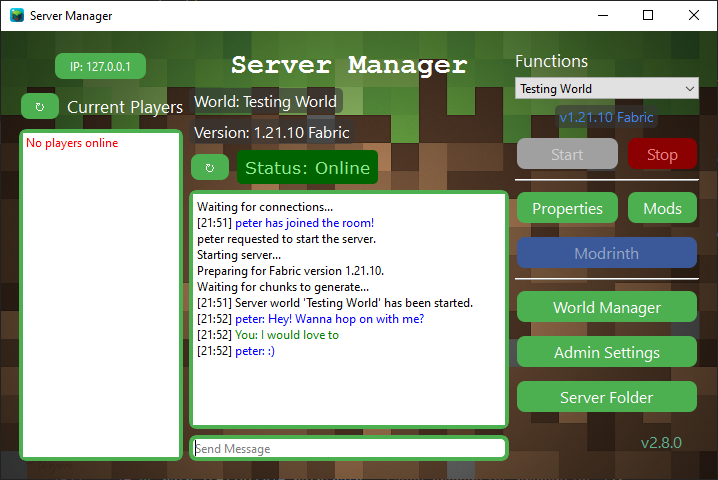 Server Manager
IP: 127.0.0.1
Server Manager
Functions
Testing World
↻
Current Players
World: Testing World
v1.21.10 Fabric
Version: 1.21.10 Fabric
No players online
↻
Status: Online
Start
Stop
Waiting for connections...
[21:51] peter has joined the room!
peter requested to start the server.
Starting server...
Preparing for Fabric version 1.21.10.
Waiting for chunks to generate...
[21:51] Server world 'Testing World' has been started.
[21:52] peter: Hey! Wanna hop on with me?
[21:52] You: I would love to
[21:52] peter: :)
Send Message
Properties
Mods
Modrinth
World Manager
Admin Settings
Server Folder
v2.8.0